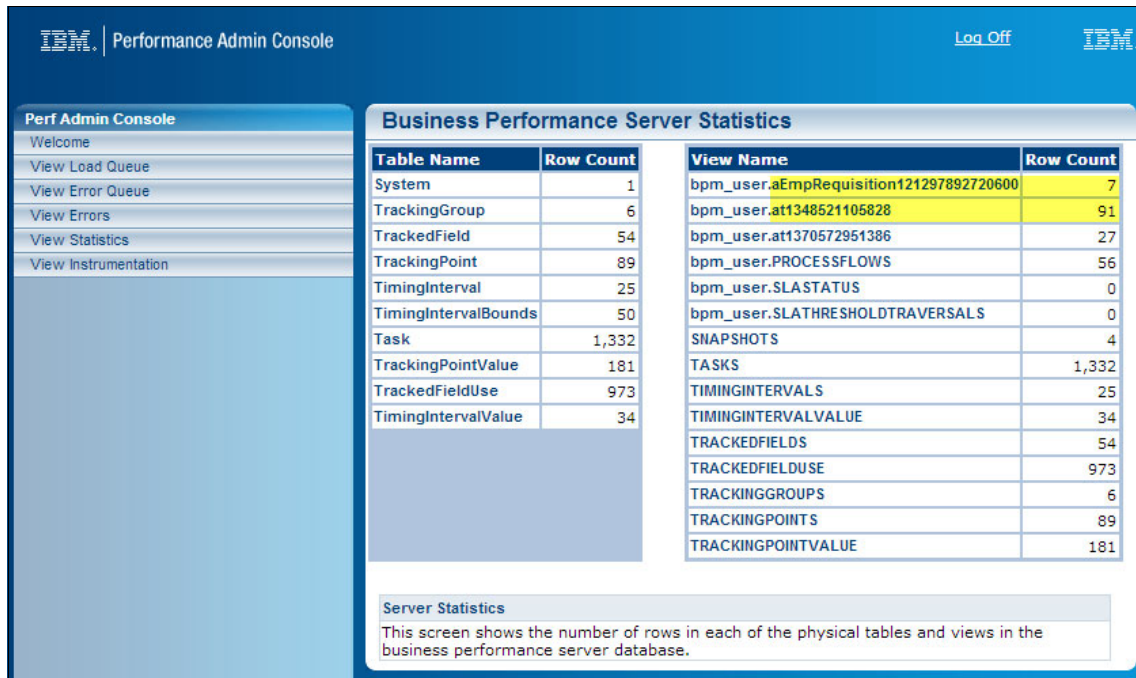 IBM. Performance Admin Console
Log Off
IBM.
Perf Admin Console
Welcome
View Load Queue
View Error Queue
View Errors
View Statistics
View Instrumentation
Business Performance Server Statistics
Table Name Row Count
System 1
TrackingGroup 6
TrackedField 54
TrackingPoint 89
TimingInterval 25
TimingIntervalBounds 50
Task 1,332
TrackingPointValue 181
TrackedFieldUse 973
TimingIntervalValue 34
View Name Row Count
bpm_user.aEmpRequisition121297892720600 7
bpm_user.at1348521105828 91
bpm_user.at1370572951386 27
bpm_user.PROCESSFLOWS 56
bpm_user.SLASTATUS 0
bpm_user.SLATHRESHOLDTRAVERSALS 0
SNAPSHOTS 4
TASKS 1,332
TIMINGINTERVALS 25
TIMINGINTERVALVALUE 34
TRACKEDFIELDS 54
TRACKEDFIELDUSE 973
TRACKINGGROUPS 6
TRACKINGPOINTS 89
TRACKINGPOINTVALUE 181
Server Statistics
This screen shows the number of rows in each of the physical tables and views in the
business performance server database.